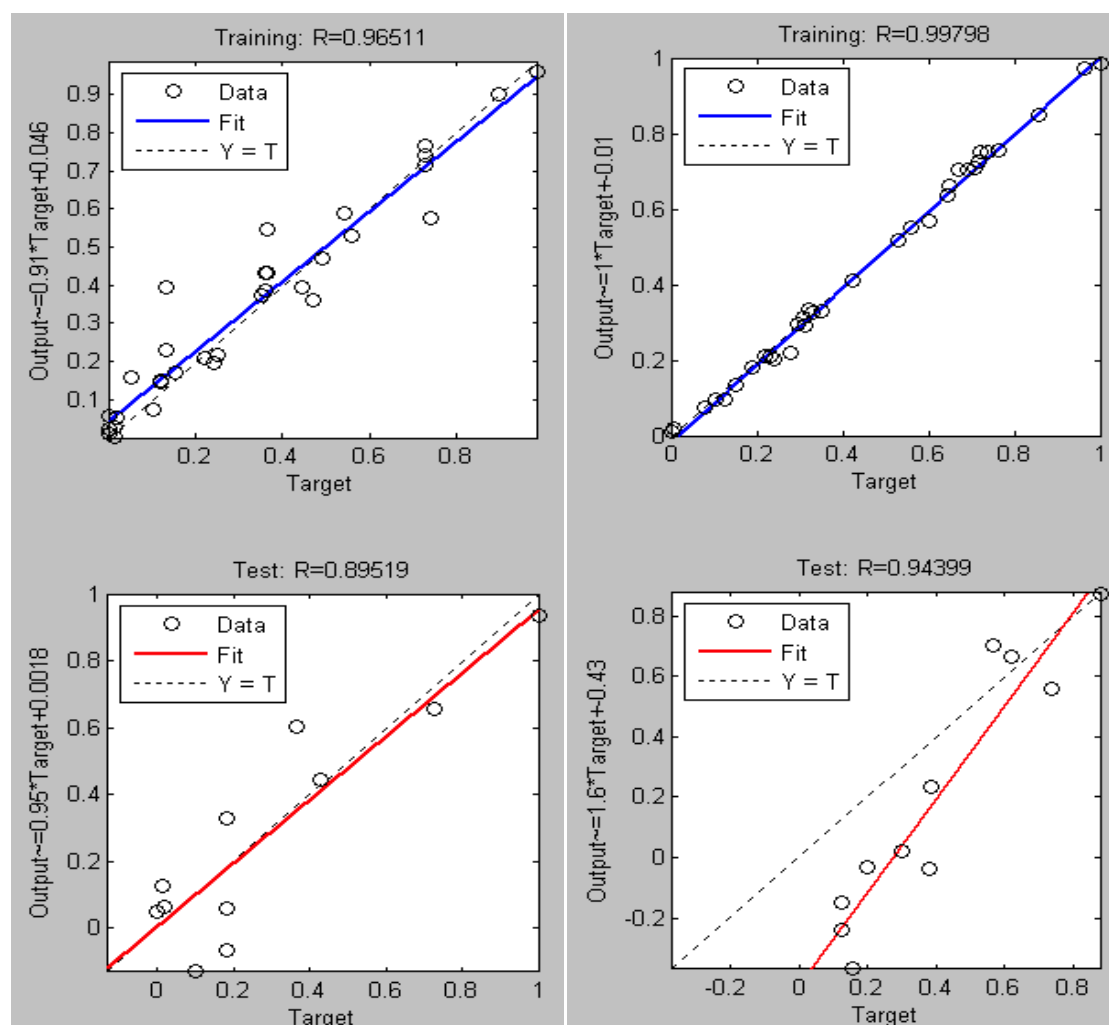 Training: R=0.96511
Output~=0.91*Target+0.046
0.9
0.8
0.7
0.6
0.5
0.4
0.3
0.2
0.1
Data
Fit
Y = T
0.2
0.4
0.6
0.8
Target
Training: R=0.99798
Output~=1*Target+-0.01
1
0.8
0.6
0.4
0.2
0
Data
Fit
Y = T
0
0.2
0.4
0.6
0.8
1
Target
Test: R=0.89519
Output~=0.95*Target+0.0018
1
0.8
0.6
0.4
0.2
0
Data
Fit
Y = T
0
0.2
0.4
0.6
0.8
1
Target
Test: R=0.94399
Output~=1.6*Target+-0.43
0.8
0.6
0.4
0.2
0
-0.2
Data
Fit
Y = T
-0.2
0
0.2
0.4
0.6
0.8
Target